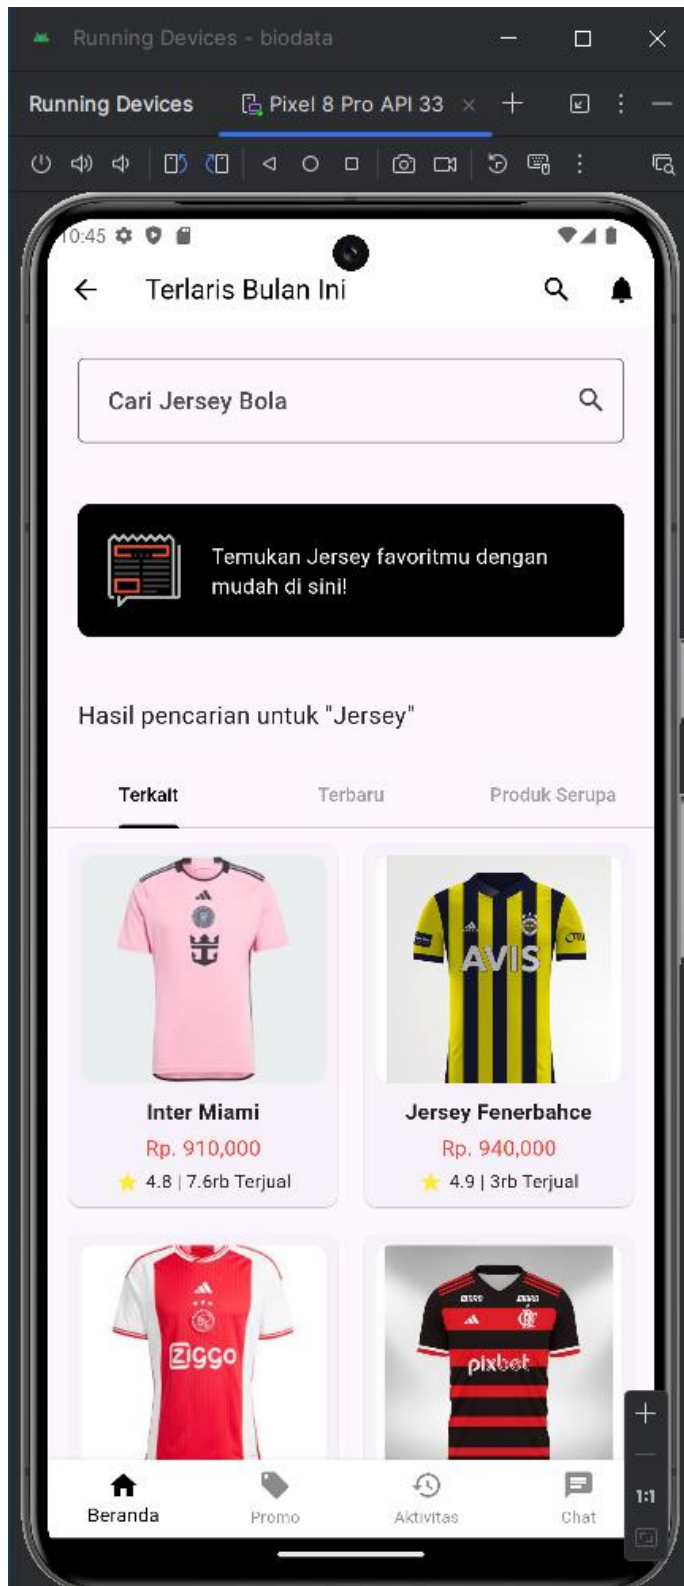 Running Devices - biodata
Running Devices
Pixel 8 Pro API 33
10:45
Terlaris Bulan Ini
Cari Jersey Bola
Temukan Jersey favoritmu dengan
mudah di sini!
Hasil pencarian untuk "Jersey"
Terkait
Terbaru
Produk Serupa
AVIS
Inter Miami
Jersey Fenerbahce
Rp. 910,000
Rp. 940,000
4.8 | 7.6rb Terjual
4.9 | 3rb Terjual
ziggo
pixbet
1:1
Beranda
Promo
Aktivitas
Chat